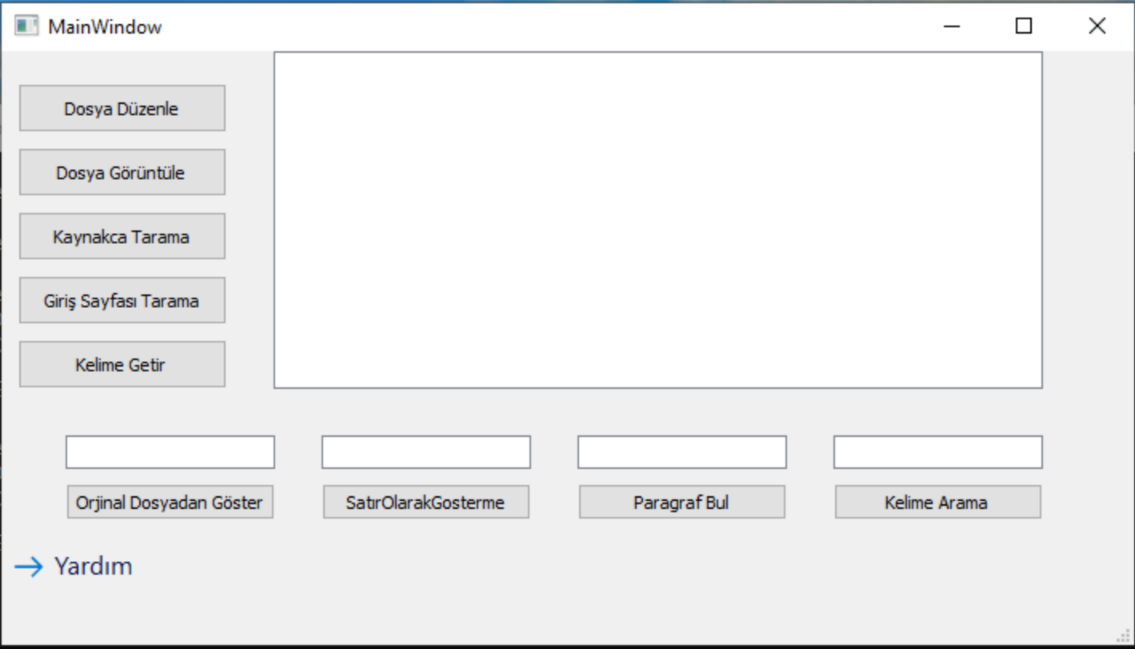 MainWindow
Dosya Düzenle
Dosya Görüntüle
Kaynakca Tarama
Giriş Sayfası Tarama
Kelime Getir
Orjinal Dosyadan Göster
SatırOlarakGosterme
Paragraf Bul
Kelime Arama
Yardım